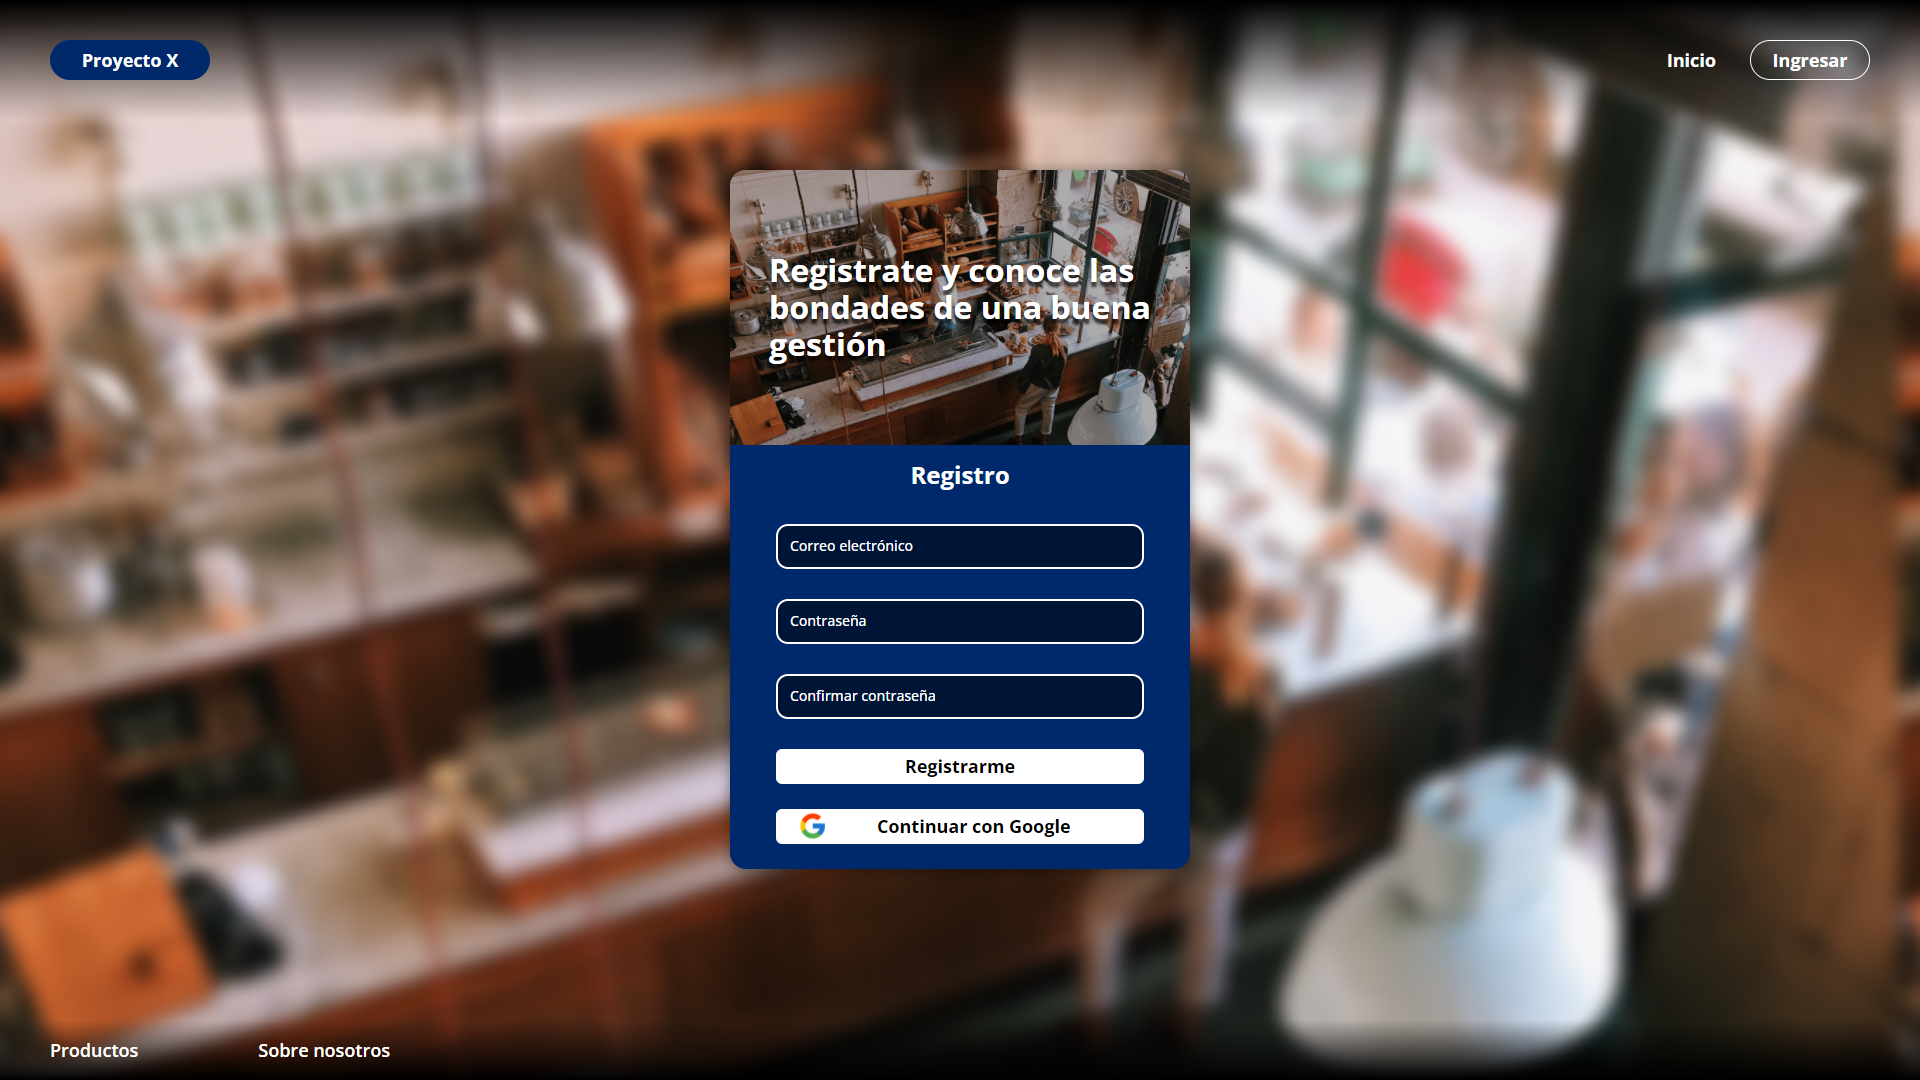 Proyecto X
Inicio
Ingresar
Registrate y conoce las
bondades de una buena
gestión
Registro
Correo electrónico
Contraseña
Confirmar contraseña
Registrarme
Continuar con Google
Productos
Sobre nosotros